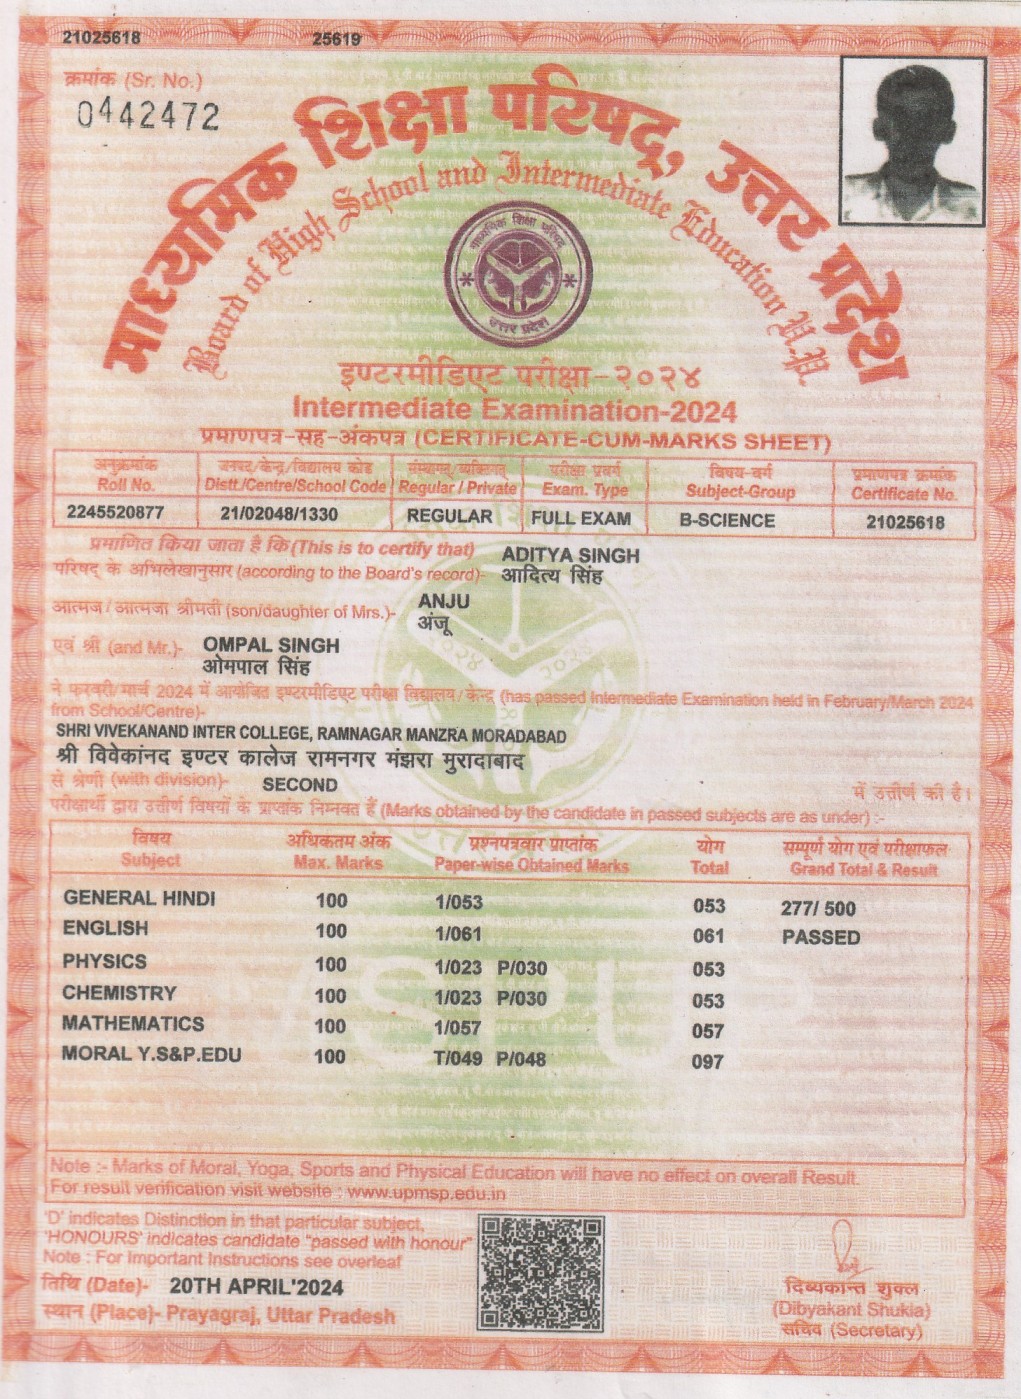 21025618 25619
क्रमांक (Sr. No.)
0442472
माध्यमिक शिक्षा परिषद्, उत्तर प्रदेश
Board of High School and Intermediate Education U.P.
माध्यमिक शिक्षा परिषद्
उत्तर प्रदेश
इण्टरमीडिएट परीक्षा-२०२४
Intermediate Examination-2024
प्रमाणपत्र-सह-अंकपत्र (CERTIFICATE-CUM-MARKS SHEET)
अनुक्रमांक जनपद/केन्द्र/विद्यालय कोड संस्थागत/व्यक्तिगत परीक्षा प्रवर्ग विषय-वर्ग प्रमाणपत्र क्रमांक
Roll No. Distt./Centre/School Code Regular / Private Exam. Type Subject-Group Certificate No.
2245520877 21/02048/1330 REGULAR FULL EXAM B-SCIENCE 21025618
प्रमाणित किया जाता है कि (This is to certify that) ADITYA SINGH
परिषद् के अभिलेखानुसार (according to the Board's record)- आदित्य सिंह
आत्मज/आत्मजा श्रीमती (son/daughter of Mrs.)- ANJU
अंजू
एवं श्री (and Mr.)- OMPAL SINGH
ओमपाल सिंह
ने फरवरी/मार्च 2024 में आयोजित इण्टरमीडिएट परीक्षा विद्यालय/केन्द्र (has passed Intermediate Examination held in February/March 2024
from School/Centre)-
SHRI VIVEKANAND INTER COLLEGE, RAMNAGAR MANZRA MORADABAD
श्री विवेकांनद इण्टर कालेज रामनगर मंझरा मुरादाबाद
से श्रेणी (with division)- SECOND में उत्तीर्ण की है।
परीक्षार्थी द्वारा उत्तीर्ण विषयों के प्राप्तांक निम्नवत हैं (Marks obtained by the candidate in passed subjects are as under) :-
विषय अधिकतम अंक प्रश्नपत्रवार प्राप्तांक योग सम्पूर्ण योग एवं परीक्षाफल
Subject Max. Marks Paper-wise Obtained Marks Total Grand Total & Result
GENERAL HINDI 100 1/053 053 277/ 500
ENGLISH 100 1/061 061 PASSED
PHYSICS 100 1/023 P/030 053
CHEMISTRY 100 1/023 P/030 053
MATHEMATICS 100 1/057 057
MORAL Y.S&P.EDU 100 T/049 P/048 097
Note :- Marks of Moral, Yoga, Sports and Physical Education will have no effect on overall Result.
For result verification visit website : www.upmsp.edu.in
'D' indicates Distinction in that particular subject,
'HONOURS' indicates candidate "passed with honour"
Note : For Important Instructions see overleaf
तिथि (Date)- 20TH APRIL'2024
स्थान (Place)- Prayagraj, Uttar Pradesh
दिब्यकान्त शुक्ल
(Dibyakant Shukla)
सचिव (Secretary)